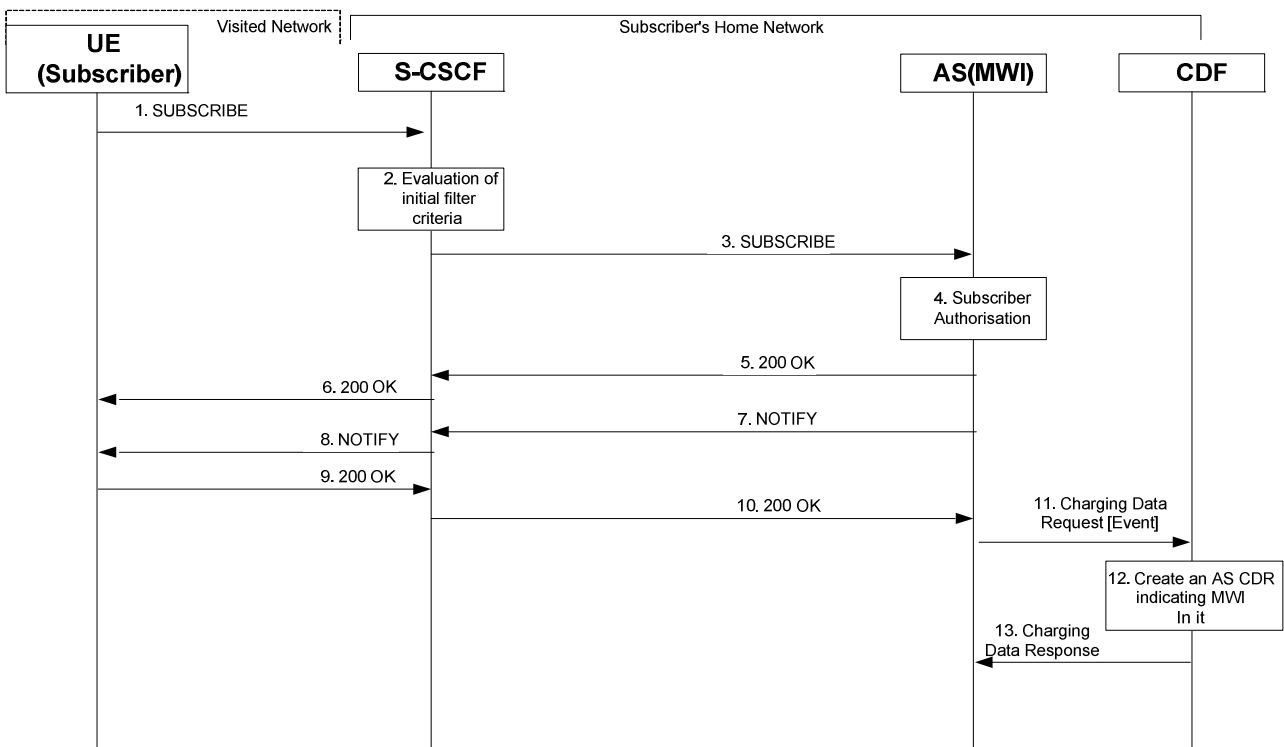 Visited Network
Subscriber's Home Network
UE
(Subscriber)
S-CSCF
AS(MWI)
CDF
1. SUBSCRIBE
2. Evaluation of
initial filter
criteria
3. SUBSCRIBE
4. Subscriber
Authorisation
5. 200 OK
6. 200 OK
7. NOTIFY
8. NOTIFY
9. 200 OK
10. 200 OK
11. Charging Data
Request [Event]
12. Create an AS CDR
indicating MWI
In it
13. Charging
Data Response